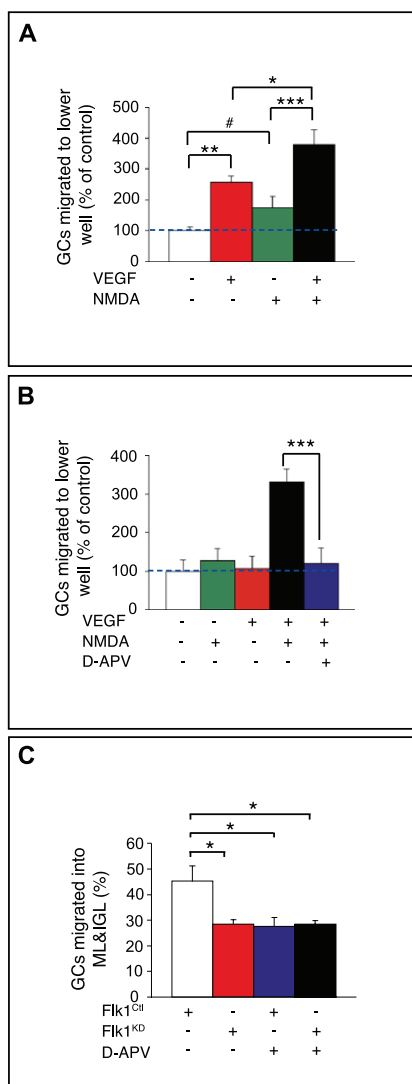 A
GCs migrated to lower
well (% of control)
500
400
300
200
100
0
*
***
#
**
VEGF - + - +
NMDA - - + +
B
GCs migrated to lower
well (% of control)
400
300
200
100
0
***
VEGF - - + + +
NMDA - + - + +
D-APV - - - - +
C
GCs migrated into
ML&IGL (%)
60
50
40
30
20
10
0
*
*
*
Flk1Ctl + - + -
Flk1KD - + - +
D-APV - - + +